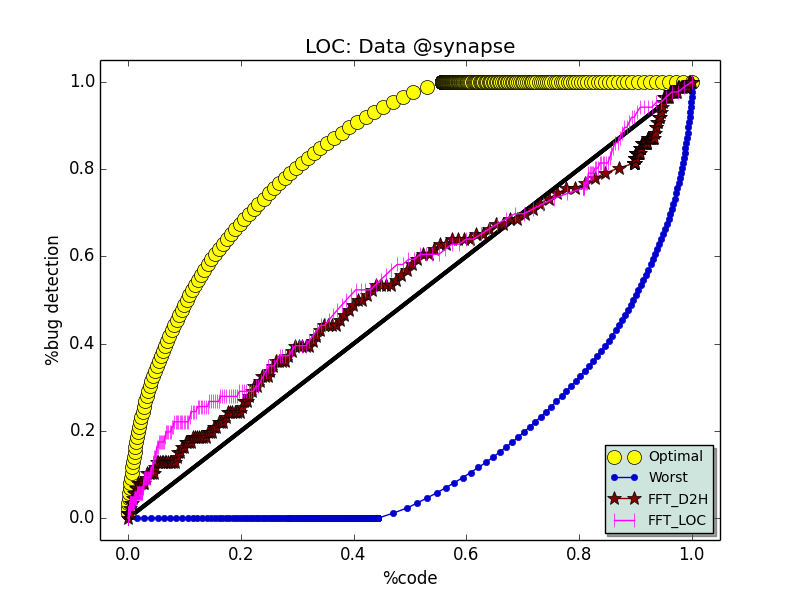 LOC: Data @synapse
%bug detection
1.0
0.8
0.6
0.4
0.2
0.0
0.0 0.2 0.4 0.6 0.8 1.0
%code
Optimal
Worst
FFT_D2H
FFT_LOC